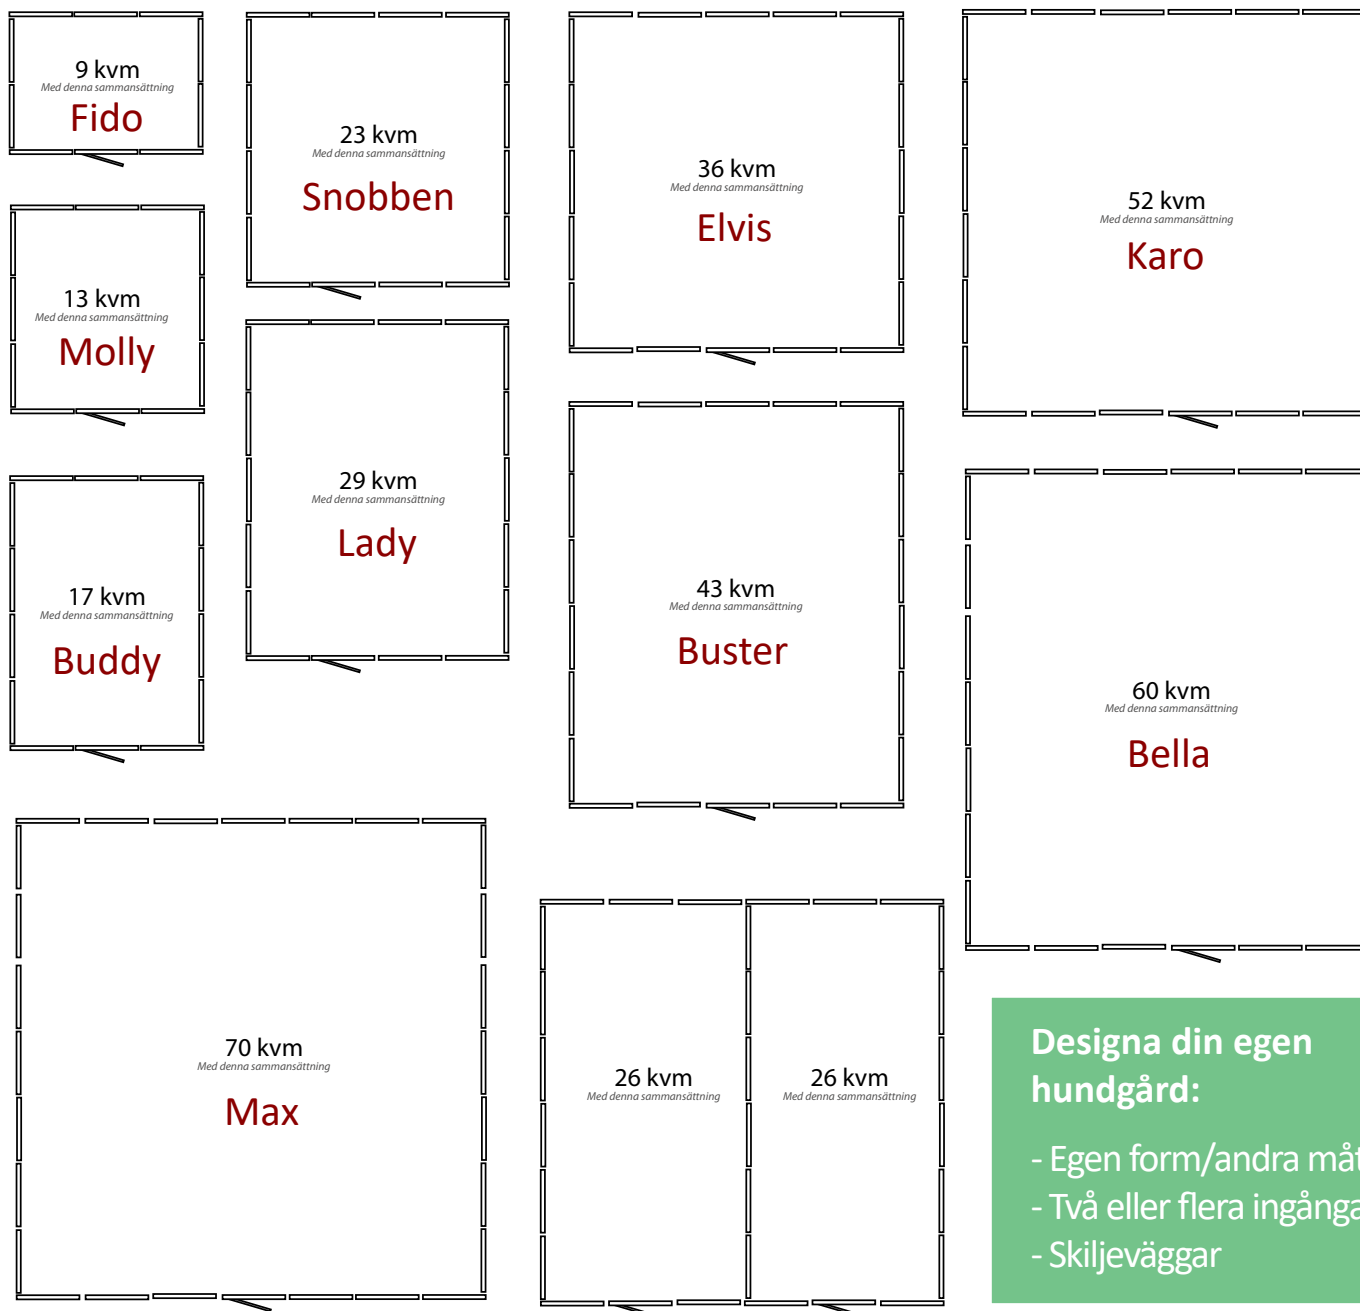 9 kvm
Med denna sammansättning
Fido
23 kvm
Med denna sammansättning
Snobben
36 kvm
Med denna sammansättning
Elvis
52 kvm
Med denna sammansättning
Karo
13 kvm
Med denna sammansättning
Molly
29 kvm
Med denna sammansättning
Lady
17 kvm
Med denna sammansättning
Buddy
43 kvm
Med denna sammansättning
Buster
60 kvm
Med denna sammansättning
Bella
70 kvm
Med denna sammansättning
Max
26 kvm
Med denna sammansättning
26 kvm
Med denna sammansättning
Designa din egen
hundgård:
- Egen form/andra
- Två eller flera
- Skiljeväggar